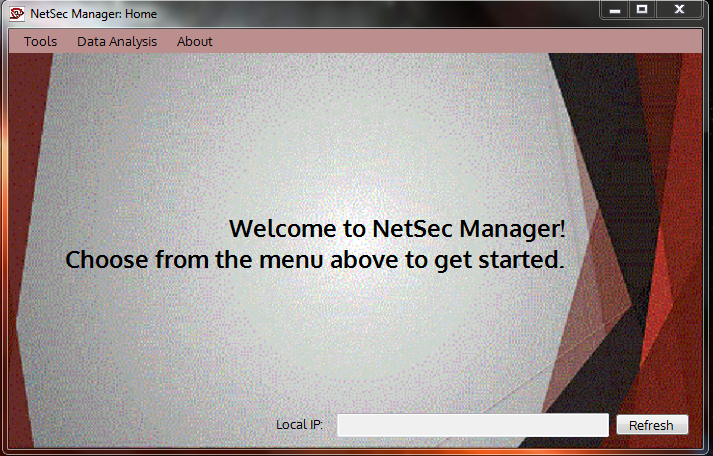 NetSec Manager: Home
Tools Data Analysis About
Welcome to NetSec Manager!
Choose from the menu above to get started.
Local IP: Refresh